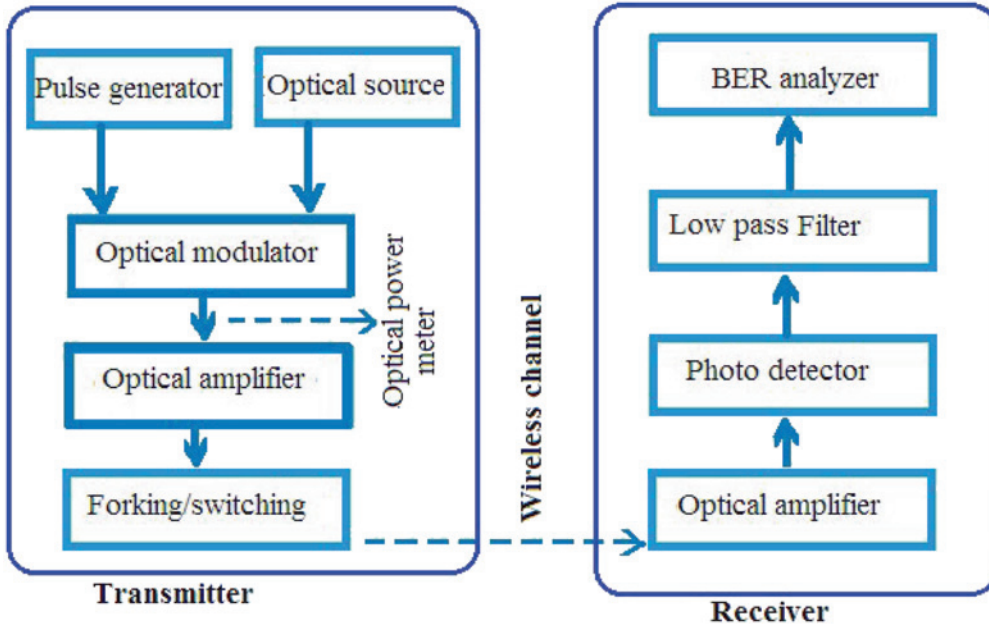 Pulse generator
Optical source
Optical modulator
Optical power
meter
Optical amplifier
Forking/switching
Transmitter
Wireless channel
BER analyzer
Low pass Filter
Photo detector
Optical amplifier
Receiver